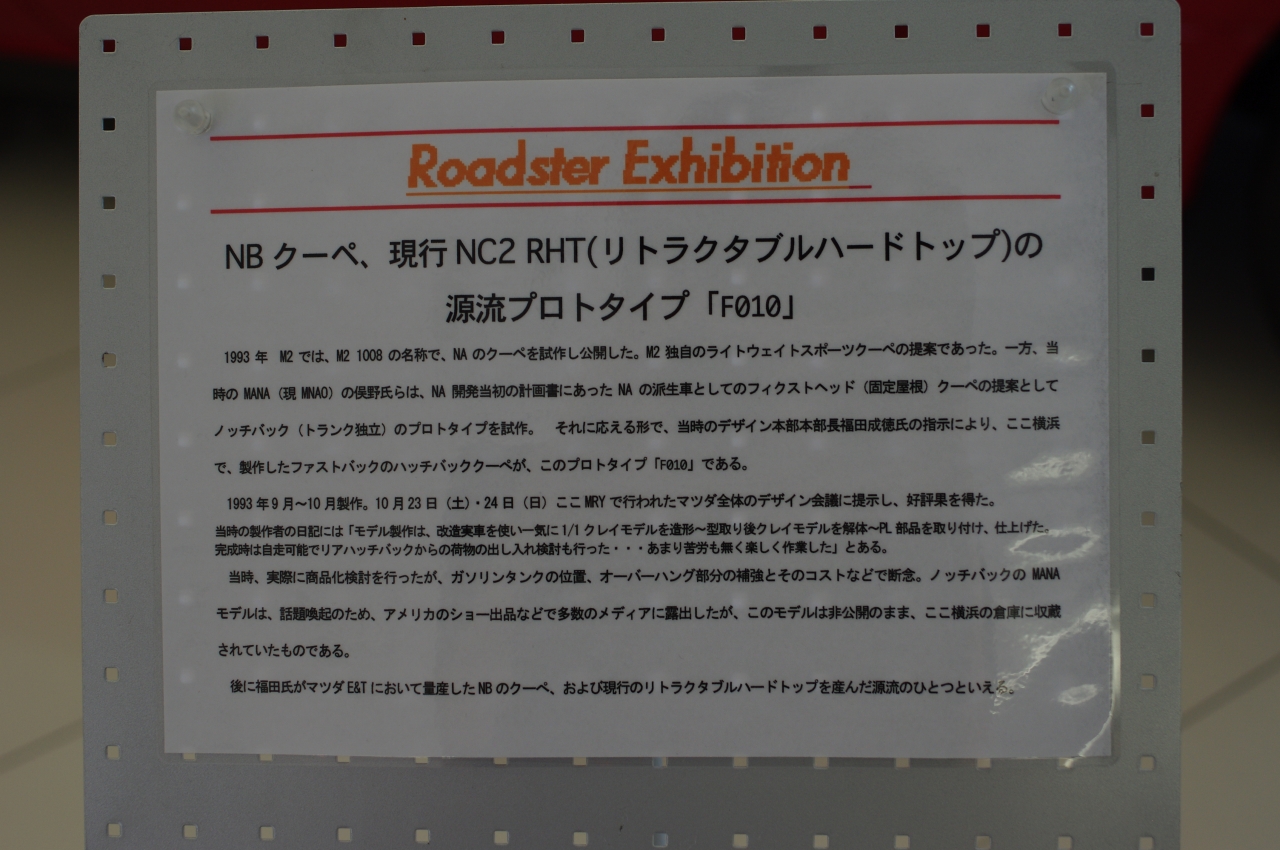 Roadster Exhibition
NB クーペ、現行 NC2 RHT(リトラクタブルハードトップ)の
源流プロトタイプ「F010」
1993 年　M2 では、M2 1008 の名称で、NA のクーペを試作し公開した。M2 独自のライトウェイトスポーツクーペの提案であった。一方、当
時の MANA（現 MNAO）の俣野氏らは、NA 開発当初の計画書にあった NA の派生車としてのフィクストヘッド（固定屋根）クーペの提案として
ノッチバック（トランク独立）のプロトタイプを試作。　それに応える形で、当時のデザイン本部本部長福田成徳氏の指示により、ここ横浜
で、製作したファストバックのハッチバッククーペが、このプロトタイプ「F010」である。
1993 年 9 月～10 月製作。10 月 23 日（土）・24 日（日）ここ MRY で行われたマツダ全体のデザイン会議に提示し、好評果を得た。
当時の製作者の日記には「モデル製作は、改造実車を使い一気に 1/1 クレイモデルを造形～型取り後クレイモデルを解体～PL 部品を取り付け、仕上げた。
完成時は自走可能でリアハッチバックからの荷物の出し入れ検討も行った・・・あまり苦労も無く楽しく作業した」とある。
当時、実際に商品化検討を行ったが、ガソリンタンクの位置、オーバーハング部分の補強とそのコストなどで断念。ノッチバックの MANA
モデルは、話題喚起のため、アメリカのショー出品などで多数のメディアに露出したが、このモデルは非公開のまま、ここ横浜の倉庫に収蔵
されていたものである。
後に福田氏がマツダ E&T において量産した NB のクーペ、および現行のリトラクタブルハードトップを産んだ源流のひとつといえる。